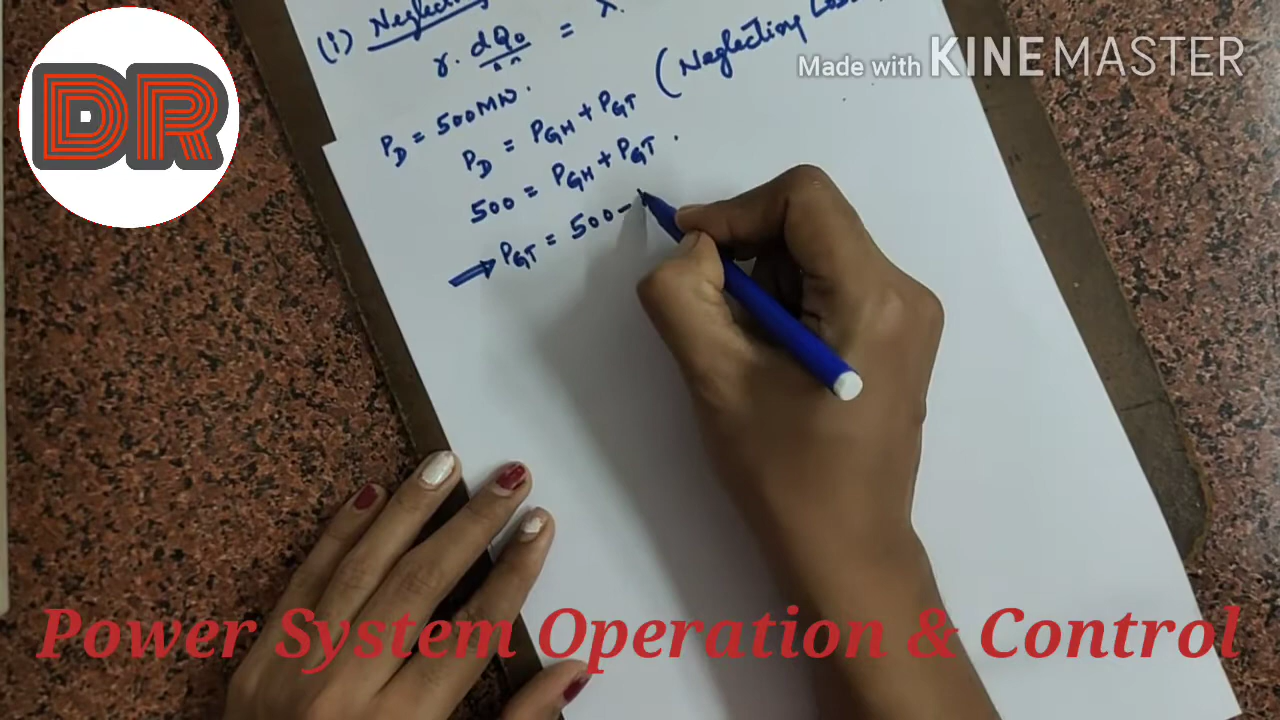 DR
Made with KINEMASTER
(i) Neglecting
γ. dQ₀ = λ.
P_D = 500MW.
P_D = P_GH + P_GT (Neglecting
500 = P_GH + P_GT .
⇒ P_GT = 500 -
Power System Operation & Control